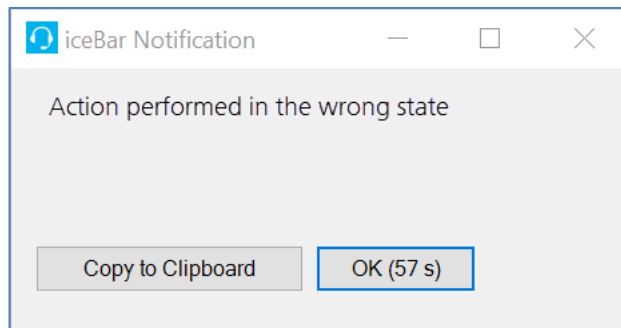 iceBar Notification
Action performed in the wrong state
Copy to Clipboard
OK (57 s)